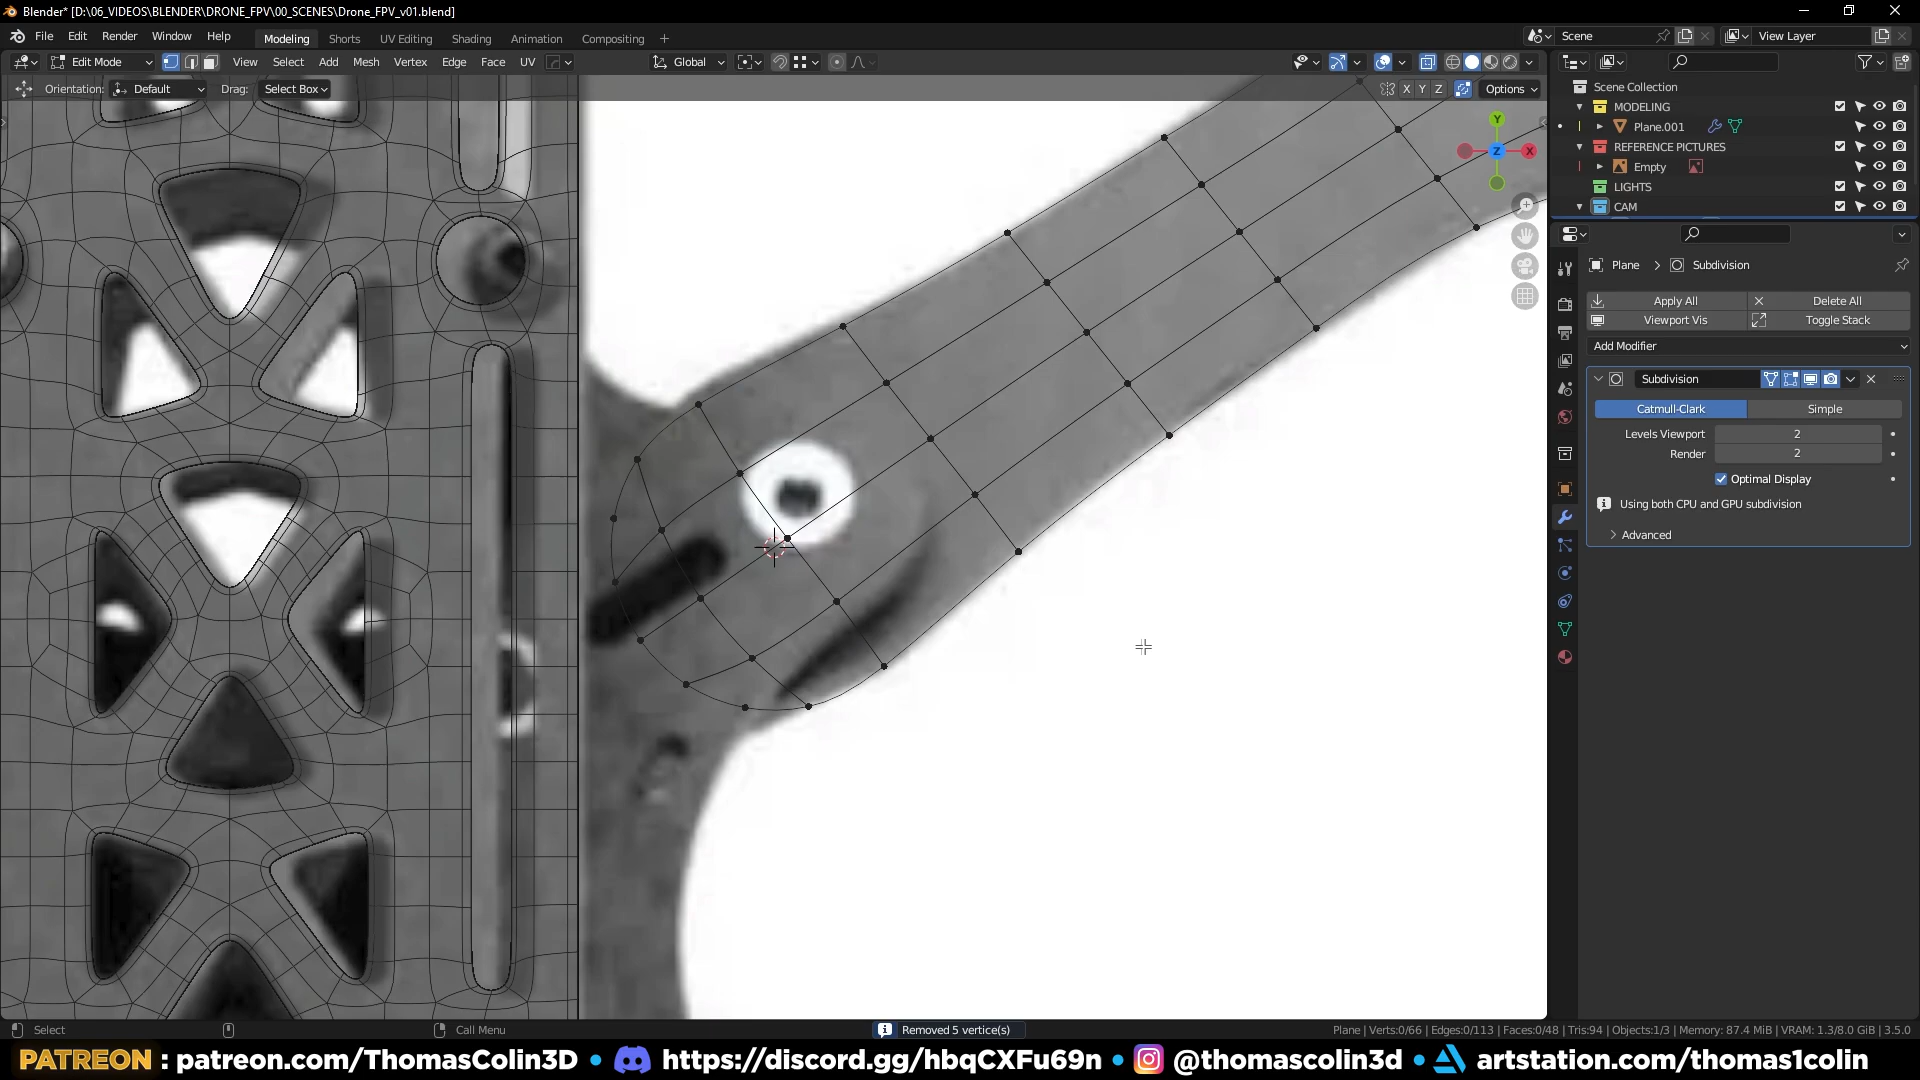 Blender* [D:\06_VIDEOS\BLENDER\DRONE_FPV\00_SCENES\Drone_FPV_v01.blend]
File Edit Render Window Help
Modeling Shorts UV Editing Shading Animation Compositing +
Scene
View Layer
Edit Mode
View Select Add Mesh Vertex Edge Face UV
Global
Orientation: Default Drag: Select Box
X Y Z Options
Y
Z
X
Scene Collection
MODELING
Plane.001
REFERENCE PICTURES
Empty
LIGHTS
CAM
Plane > Subdivision
Apply All Delete All
Viewport Vis Toggle Stack
Add Modifier
Subdivision
Catmull-Clark Simple
Levels Viewport 2
Render 2
Optimal Display
Using both CPU and GPU subdivision
Advanced
Select
Call Menu
Removed 5 vertice(s)
Plane | Verts:0/66 | Edges:0/113 | Faces:0/48 | Tris:94 | Objects:1/3 | Memory: 87.4 MiB | VRAM: 1.3/8.0 GiB | 3.5.0
PATREON : patreon.com/ThomasColin3D • https://discord.gg/hbqCXFu69n • @thomascolin3d • artstation.com/thomas1colin